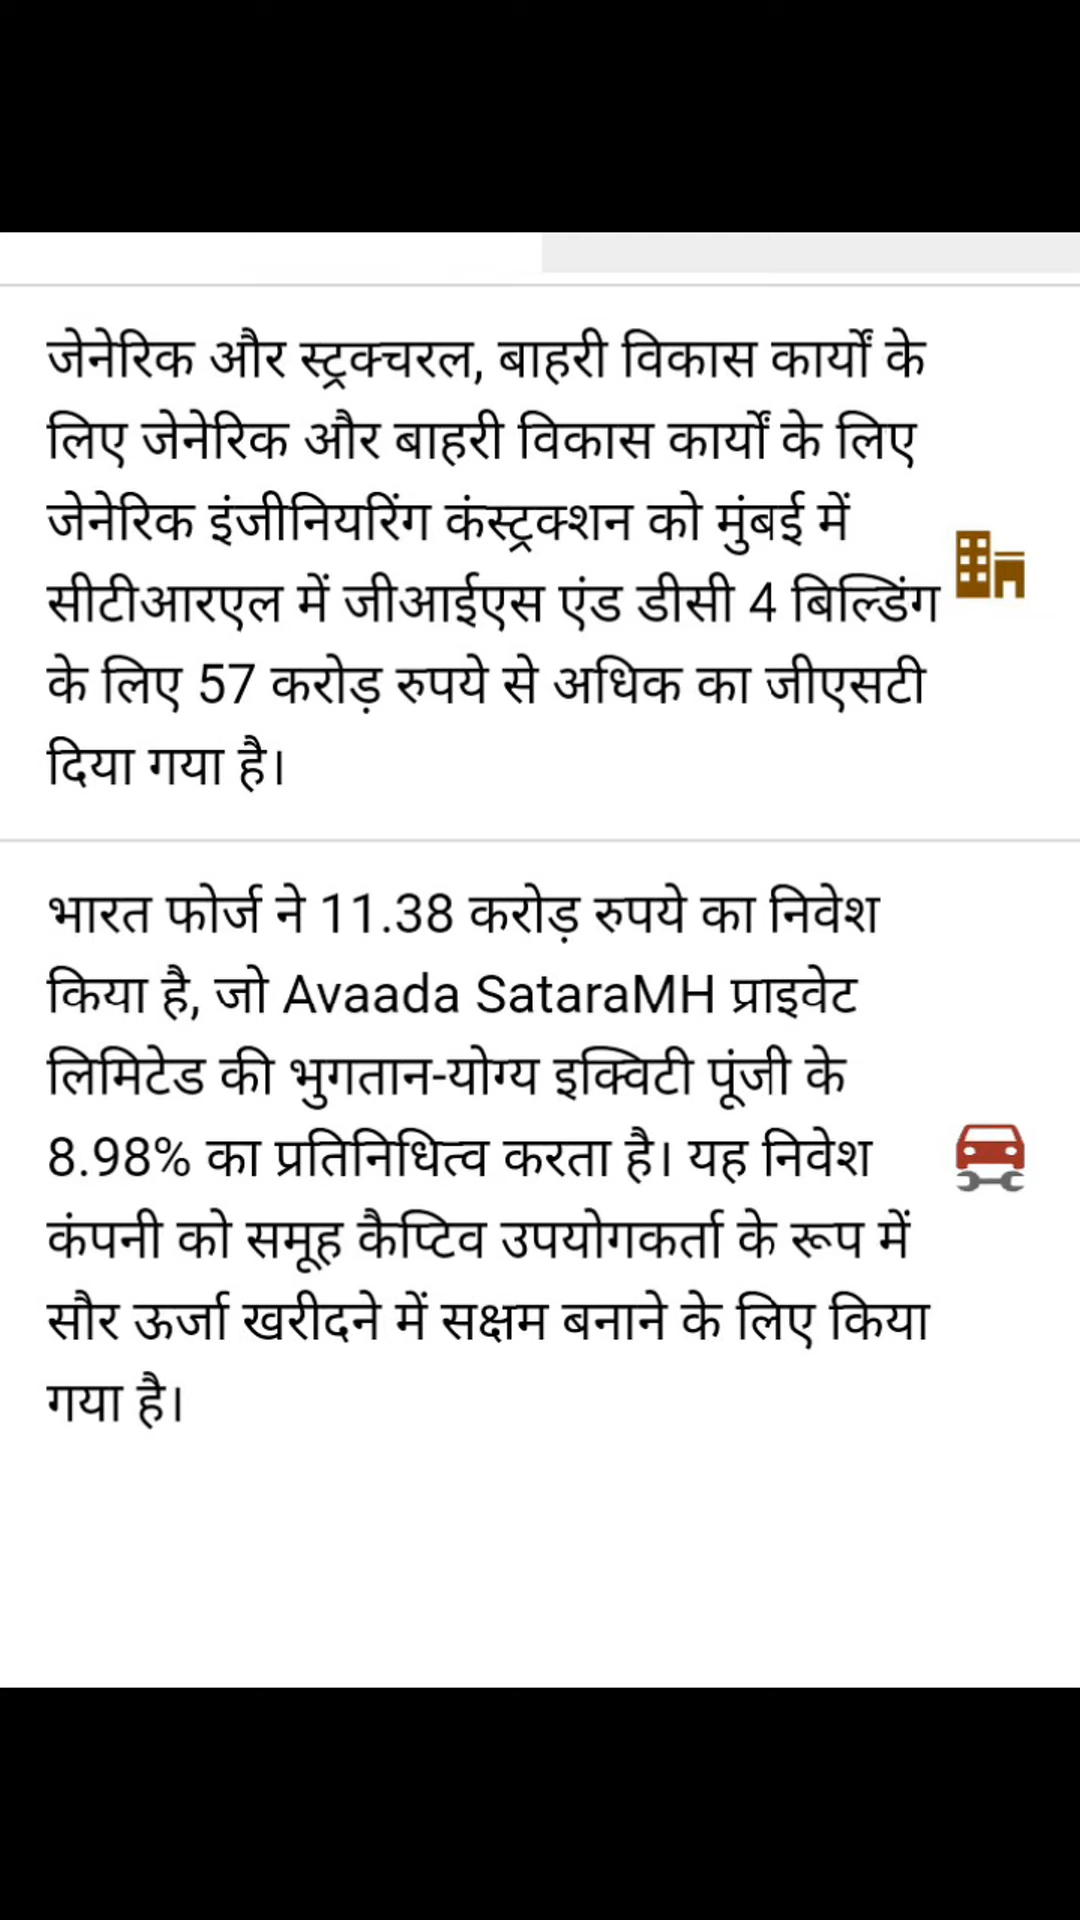 जेनेरिक और स्ट्रक्चरल, बाहरी विकास कार्यों के
लिए जेनेरिक और बाहरी विकास कार्यों के लिए
जेनेरिक इंजीनियरिंग कंस्ट्रक्शन को मुंबई में
सीटीआरएल में जीआईएस एंड डीसी 4 बिल्डिंग
के लिए 57 करोड़ रुपये से अधिक का जीएसटी
दिया गया है।
भारत फोर्ज ने 11.38 करोड़ रुपये का निवेश
किया है, जो Avaada SataraMH प्राइवेट
लिमिटेड की भुगतान-योग्य इक्विटी पूंजी के
8.98% का प्रतिनिधित्व करता है। यह निवेश
कंपनी को समूह कैप्टिव उपयोगकर्ता के रूप में
सौर ऊर्जा खरीदने में सक्षम बनाने के लिए किया
गया है।